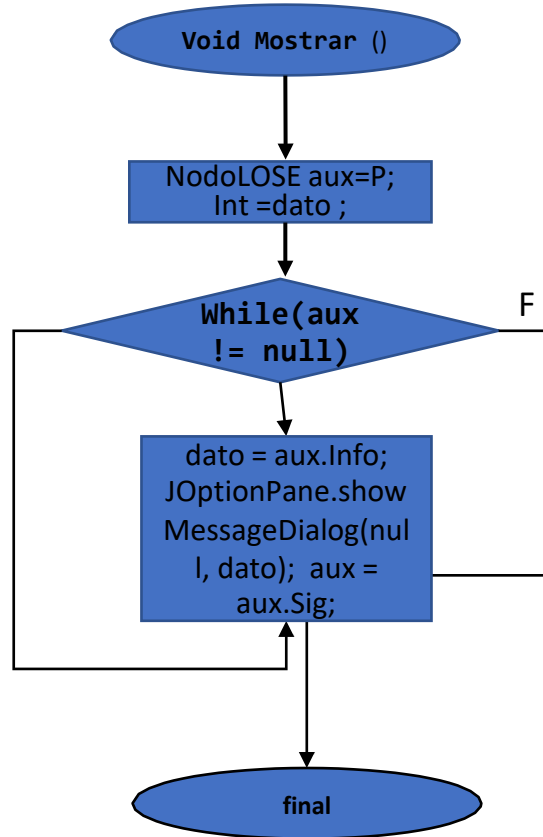 Void Mostrar ()
NodoLOSE aux=P;
Int =dato ;
While(aux
!= null)
F
dato = aux.Info;
JOptionPane.show
MessageDialog(nul
l, dato); aux =
aux.Sig;
final